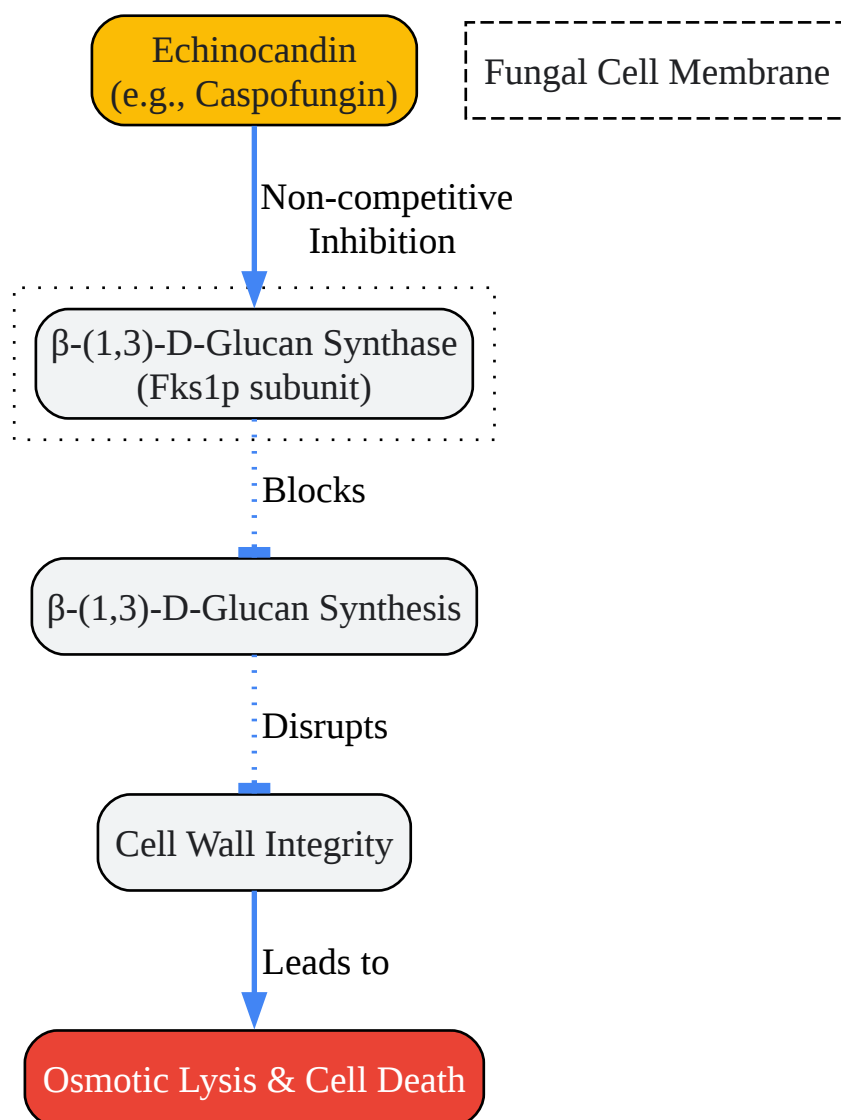 Echinocandin
(e.g., Caspofungin)
Fungal Cell Membrane
Non-competitive
Inhibition
β-(1,3)-D-Glucan Synthase
(Fks1p subunit)
Blocks
β-(1,3)-D-Glucan Synthesis
Disrupts
Cell Wall Integrity
Leads to
Osmotic Lysis & Cell Death